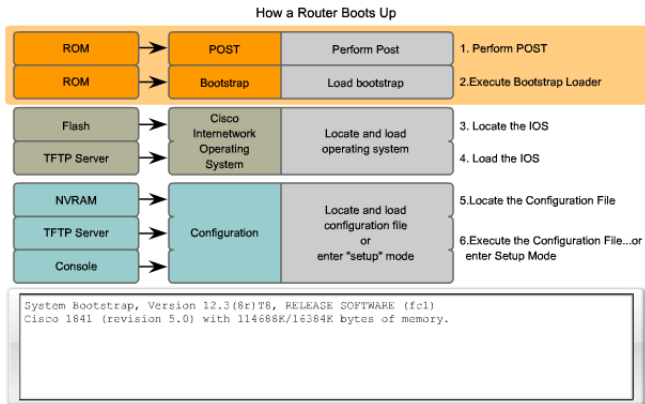 How a Router Boots Up
ROM
POST
Perform Post
1. Perform POST
ROM
Bootstrap
Load bootstrap
2.Execute Bootstrap Loader
Flash
TFTP Server
Cisco
Internetwork
Operating
System
Locate and load
operating system
3. Locate the IOS
4. Load the IOS
NVRAM
TFTP Server
Console
Configuration
Locate and load
configuration file
or
enter "setup" mode
5.Locate the Configuration File
6.Execute the Configuration File...or
enter Setup Mode
System Bootstrap, Version 12.3(8r)T8, RELEASE SOFTWARE (fc1)
Cisco 1841 (revision 5.0) with 114688K/16384K bytes of memory.